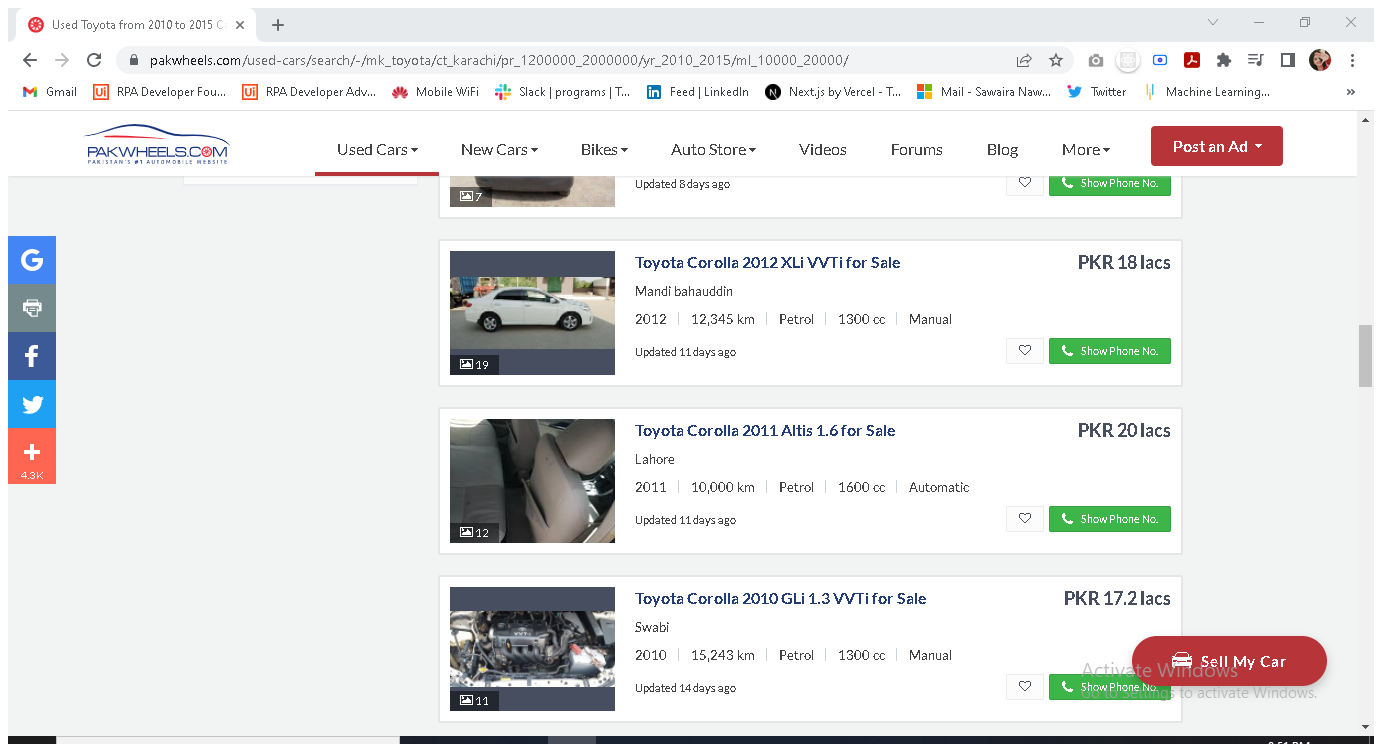 Used Toyota from 2010 to 2015 C
pakwheels.com/used-cars/search/-/mk_toyota/ct_karachi/pr_1200000_2000000/yr_2010_2015/ml_10000_20000/
Gmail
RPA Developer Fou...
RPA Developer Adv...
Mobile WiFi
Slack | programs | T...
Feed | LinkedIn
Next.js by Vercel - T...
Mail - Sawaira Naw...
Twitter
Machine Learning...
PAKWHEELS.COM
PAKISTAN'S #1 AUTOMOBILE WEBSITE
Used Cars
New Cars
Bikes
Auto Store
Videos
Forums
Blog
More
Post an Ad
7
Updated 8 days ago
Show Phone No.
Toyota Corolla 2012 XLi VVTi for Sale
PKR 18 lacs
Mandi bahauddin
2012 | 12,345 km | Petrol | 1300 cc | Manual
Updated 11 days ago
Show Phone No.
19
4.3K
Toyota Corolla 2011 Altis 1.6 for Sale
PKR 20 lacs
Lahore
2011 | 10,000 km | Petrol | 1600 cc | Automatic
Updated 11 days ago
Show Phone No.
12
Toyota Corolla 2010 GLi 1.3 VVTi for Sale
PKR 17.2 lacs
Swabi
2010 | 15,243 km | Petrol | 1300 cc | Manual
Updated 14 days ago
Show Phone No.
11
Sell My Car
Activate Windows
Go to Settings to activate Windows.